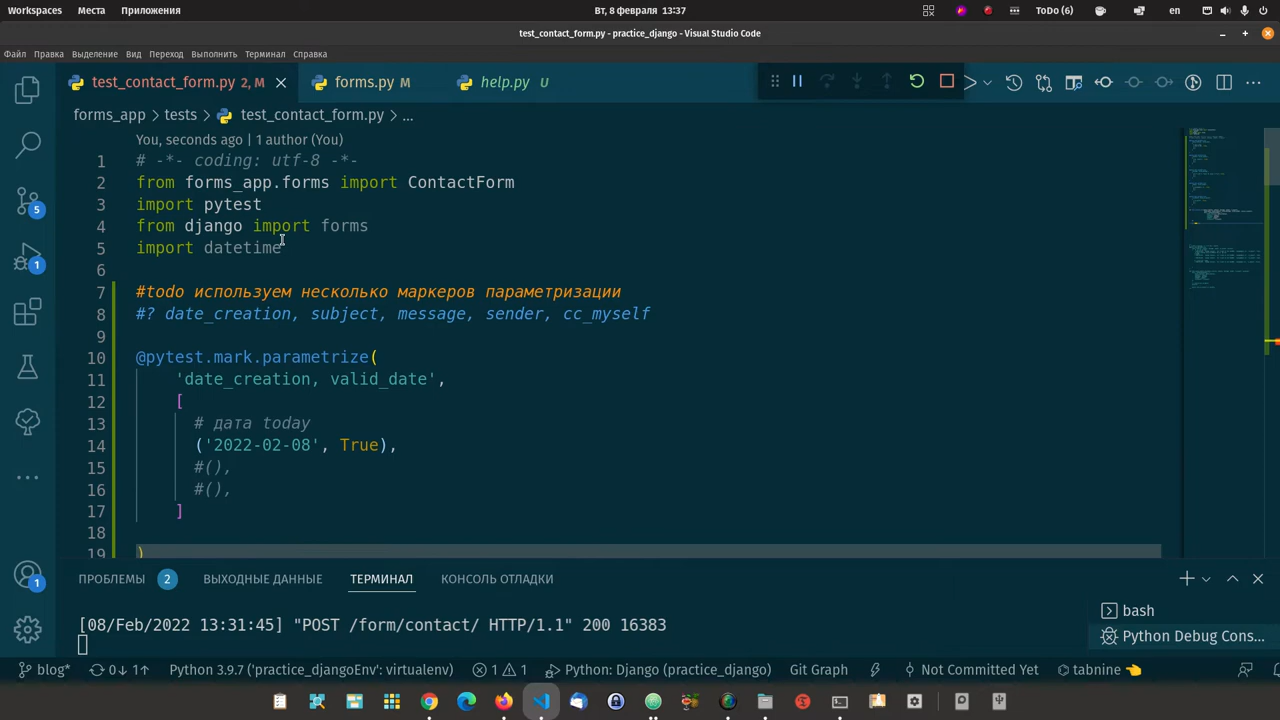 Workspaces Места Приложения Вт, 8 февраля 13:37 ToDo (6) en
test_contact_form.py - practice_django - Visual Studio Code
Файл Правка Выделение Вид Переход Выполнить Терминал Справка
test_contact_form.py 2, M forms.py M help.py U
forms_app > tests > test_contact_form.py > ...
You, seconds ago | 1 author (You)
1 # -*- coding: utf-8 -*-
2 from forms_app.forms import ContactForm
3 import pytest
4 from django import forms
5 import datetime
6
7 #todo используем несколько маркеров параметризации
8 #? date_creation, subject, message, sender, cc_myself
9
10 @pytest.mark.parametrize(
11 'date_creation, valid_date',
12 [
13 # дата today
14 ('2022-02-08', True),
15 #(),
16 #(),
17 ]
18
19 )
5
1
1
ПРОБЛЕМЫ 2 ВЫХОДНЫЕ ДАННЫЕ ТЕРМИНАЛ КОНСОЛЬ ОТЛАДКИ
[08/Feb/2022 13:31:45] "POST /form/contact/ HTTP/1.1" 200 16383
bash
Python Debug Cons...
blog* 0↓ 1↑ Python 3.9.7 ('practice_djangoEnv': virtualenv) 1 1 Python: Django (practice_django) Git Graph Not Committed Yet tabnine 👈